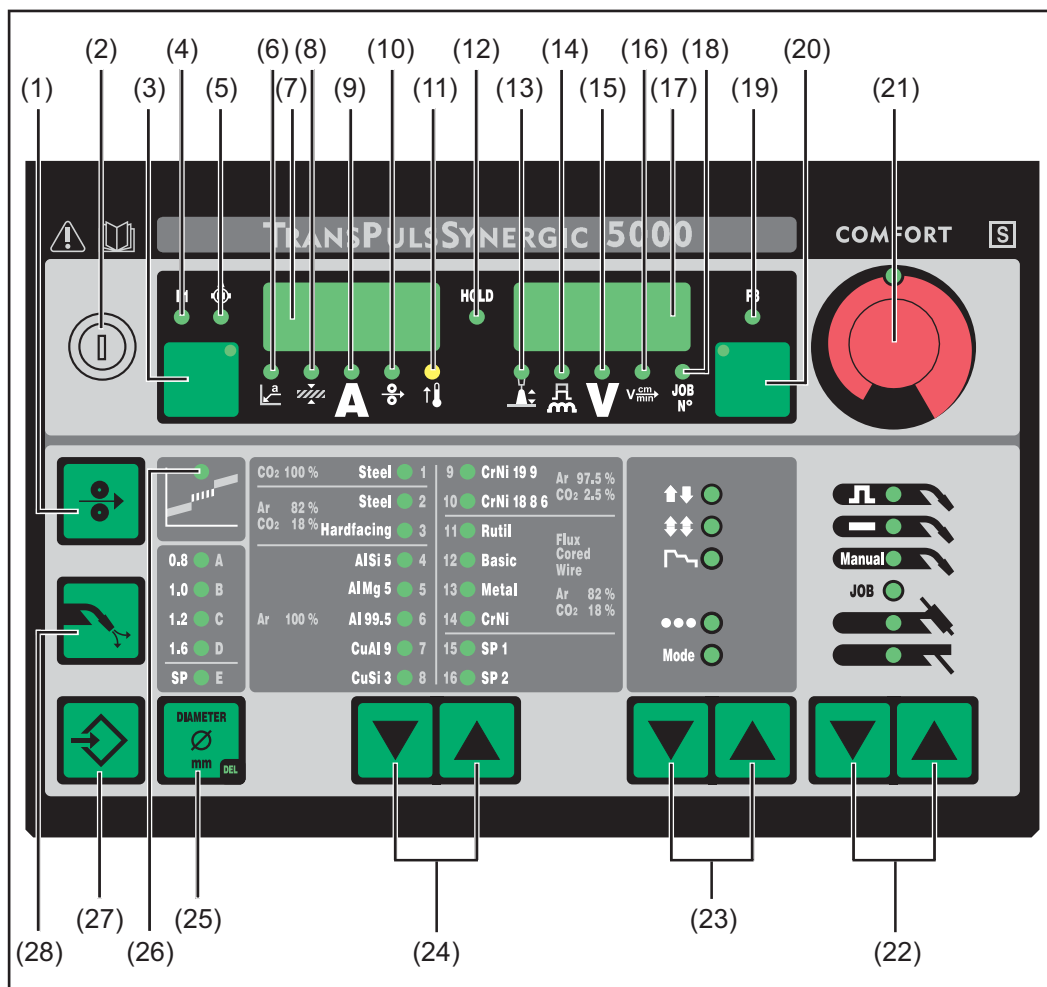 (2) (4) (6) (8) (10) (12) (14) (16) (18) (20)
(1) (3) (5) (7) (9) (11) (13) (15) (17) (19) (21)
TRANSPULSSYNERGIC 5000
COMFORT S
HOLD
F3
a
A
V
V cm min
JOB N°
CO2 100 % Steel 1
Ar 82 % CO2 18 % Steel 2
Hardfacing 3
AlSi 5 4
AlMg 5 5
Ar 100 % Al 99.5 6
CuAl 9 7
CuSi 3 8
9 CrNi 19 9
10 CrNi 18 8 6
Ar 97.5 %
CO2 2.5 %
11 Rutil
12 Basic
13 Metal
14 CrNi
Flux
Cored
Wire
Ar 82 %
CO2 18 %
15 SP 1
16 SP 2
0.8 A
1.0 B
1.2 C
1.6 D
SP E
Mode
Manual
JOB
DIAMETER
Ø
mm
DEL
(27) (25) (23)
(28) (26) (24) (22)